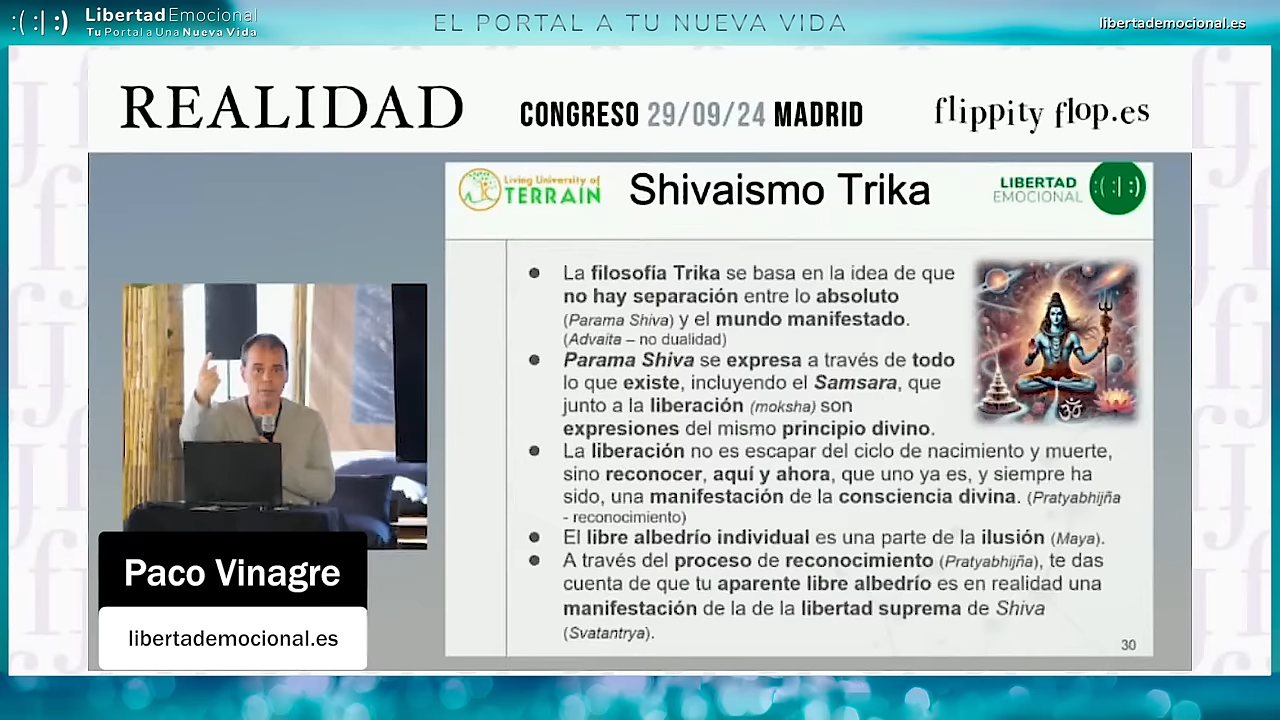 :(:|:)
Libertad Emocional
Tu Portal a Una Nueva Vida
EL PORTAL A TU NUEVA VIDA
libertademocional.es
REALIDAD
CONGRESO 29/09/24 MADRID
flippity flop.es
Living University of
TERRAIN
Shivaismo Trika
LIBERTAD
EMOCIONAL
:(:|:)
La filosofía Trika se basa en la idea de que
no hay separación entre lo absoluto
(Parama Shiva) y el mundo manifestado.
(Advaita – no dualidad)
Parama Shiva se expresa a través de todo
lo que existe, incluyendo el Samsara, que
junto a la liberación (moksha) son
expresiones del mismo principio divino.
La liberación no es escapar del ciclo de nacimiento y muerte,
sino reconocer, aquí y ahora, que uno ya es, y siempre ha
sido, una manifestación de la consciencia divina. (Pratyabhijña
- reconocimiento)
El libre albedrío individual es una parte de la ilusión (Maya).
A través del proceso de reconocimiento (Pratyabhijña), te das
cuenta de que tu aparente libre albedrío es en realidad una
manifestación de la de la libertad suprema de Shiva
(Svatantrya).
30
Paco Vinagre
libertademocional.es